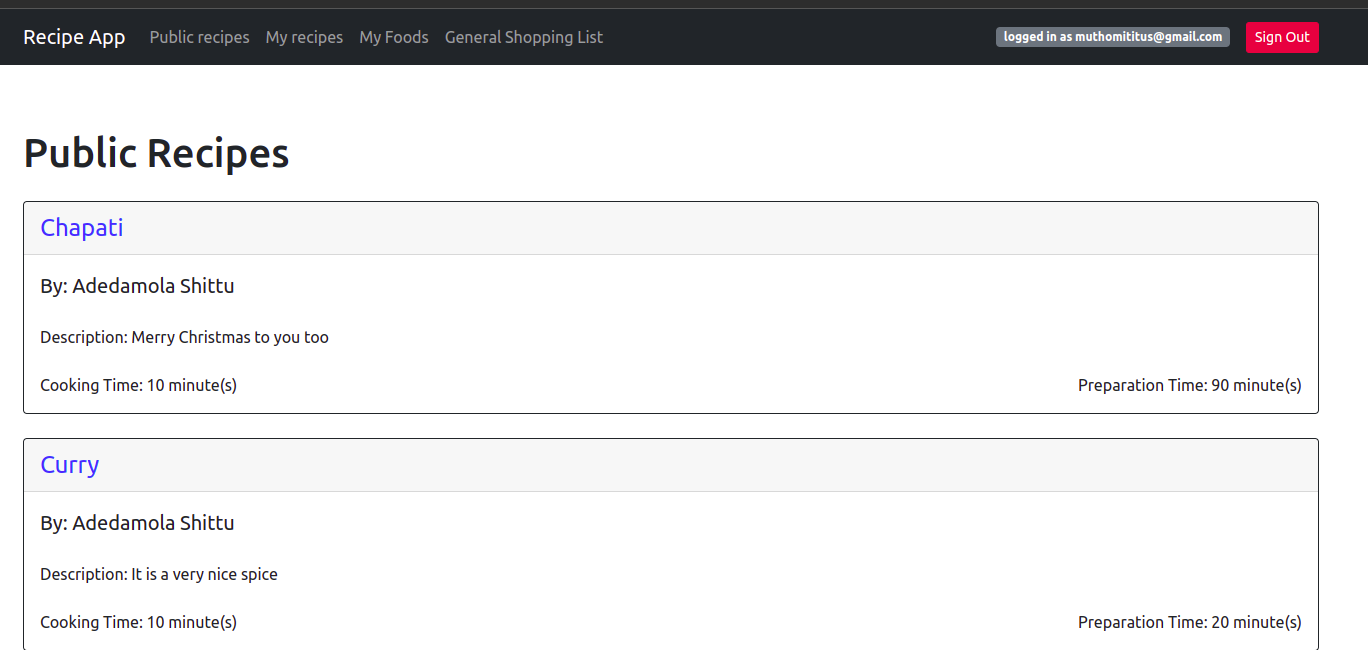 Recipe App Public recipes My recipes My Foods General Shopping List logged in as muthomititus@gmail.com Sign Out
Public Recipes
Chapati
By: Adedamola Shittu
Description: Merry Christmas to you too
Cooking Time: 10 minute(s) Preparation Time: 90 minute(s)
Curry
By: Adedamola Shittu
Description: It is a very nice spice
Cooking Time: 10 minute(s) Preparation Time: 20 minute(s)